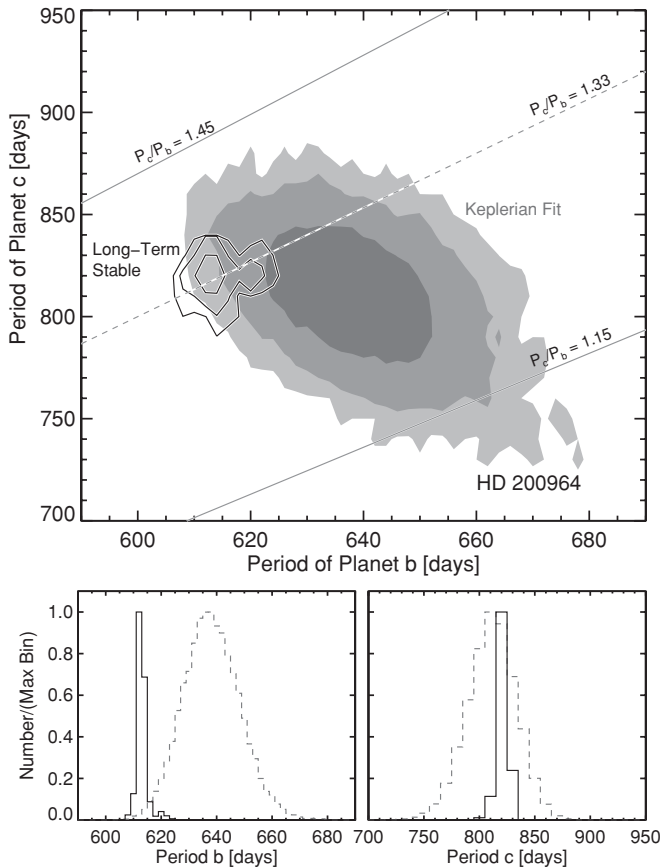 950
900
850
800
750
700
Period of Planet c [days]
P_c/P_b = 1.45
P_c/P_b = 1.33
Keplerian Fit
Long-Term
Stable
P_c/P_b = 1.15
HD 200964
600 620 640 660 680
Period of Planet b [days]
1.0
0.8
0.6
0.4
0.2
0.0
Number/(Max Bin)
600 620 640 660 680
Period b [days]
700 750 800 850 900 950
Period c [days]